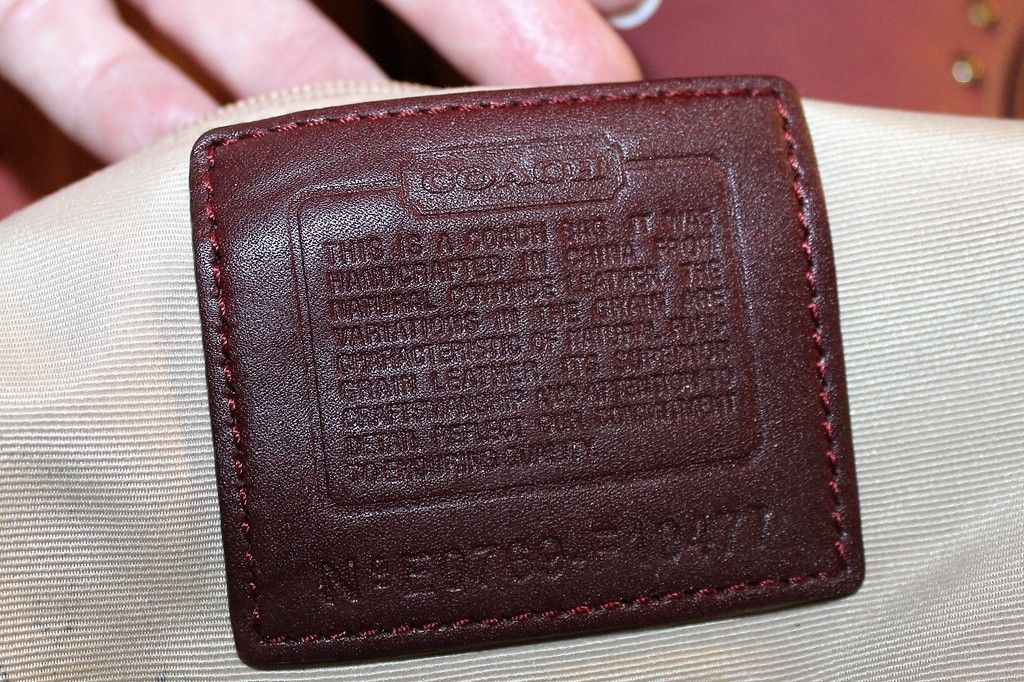 COACH
THIS IS A COACH BAG. IT WAS
HANDCRAFTED IN CHINA FROM
NATURAL COWHIDE LEATHER. THE
VARIATIONS IN THE GRAIN ARE
CHARACTERISTIC OF NATURAL FULL
GRAIN LEATHER. ITS SUPERIOR
CRAFTSMANSHIP AND ATTENTION TO
DETAIL REFLECT OUR COMMITMENT
TO ENDURING QUALITY.